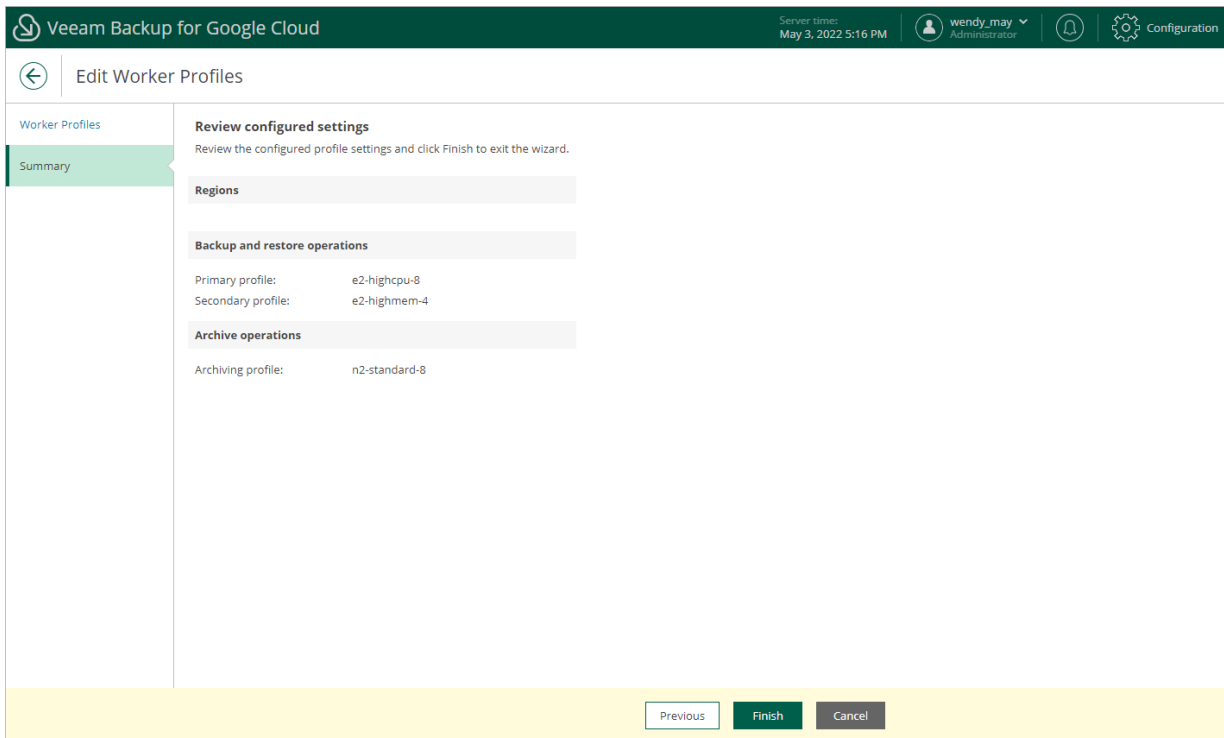 Veeam Backup for Google Cloud
Server time:
May 3, 2022 5:16 PM
wendy_may
Administrator
Configuration
Edit Worker Profiles
Worker Profiles
Summary
Review configured settings
Review the configured profile settings and click Finish to exit the wizard.
Regions
Backup and restore operations
Primary profile: e2-highcpu-8
Secondary profile: e2-highmem-4
Archive operations
Archiving profile: n2-standard-8
Previous Finish Cancel